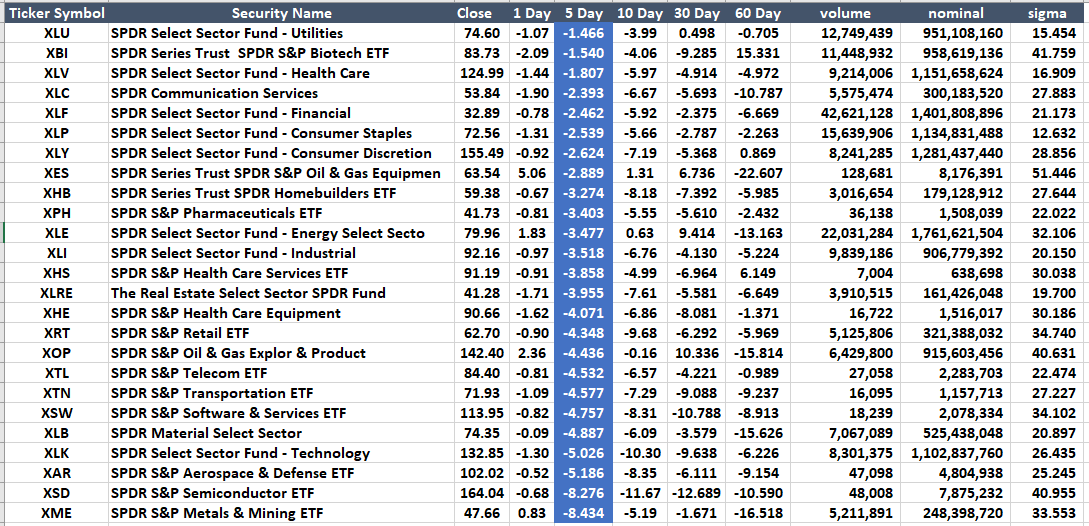 Ticker Symbol Security Name Close 1 Day 5 Day 10 Day 30 Day 60 Day volume nominal sigma
XLU SPDR Select Sector Fund - Utilities 74.60 -1.07 -1.466 -3.99 0.498 -0.705 12,749,439 951,108,160 15.454
XBI SPDR Series Trust SPDR S&P Biotech ETF 83.73 -2.09 -1.540 -4.06 -9.285 15.331 11,448,932 958,619,136 41.759
XLV SPDR Select Sector Fund - Health Care 124.99 -1.44 -1.807 -5.97 -4.914 -4.972 9,214,006 1,151,658,624 16.909
XLC SPDR Communication Services 53.84 -1.90 -2.393 -6.67 -5.693 -10.787 5,575,474 300,183,520 27.883
XLF SPDR Select Sector Fund - Financial 32.89 -0.78 -2.462 -5.92 -2.375 -6.669 42,621,128 1,401,808,896 21.173
XLP SPDR Select Sector Fund - Consumer Staples 72.56 -1.31 -2.539 -5.66 -2.787 -2.263 15,639,906 1,134,831,488 12.632
XLY SPDR Select Sector Fund - Consumer Discretion 155.49 -0.92 -2.624 -7.19 -5.368 0.869 8,241,285 1,281,437,440 28.856
XES SPDR Series Trust SPDR S&P Oil & Gas Equipmen 63.54 5.06 -2.889 1.31 6.736 -22.607 128,681 8,176,391 51.446
XHB SPDR Series Trust SPDR Homebuilders ETF 59.38 -0.67 -3.274 -8.18 -7.392 -5.985 3,016,654 179,128,912 27.644
XPH SPDR S&P Pharmaceuticals ETF 41.73 -0.81 -3.403 -5.55 -5.610 -2.432 36,138 1,508,039 22.022
XLE SPDR Select Sector Fund - Energy Select Secto 79.96 1.83 -3.477 0.63 9.414 -13.163 22,031,284 1,761,621,504 32.106
XLI SPDR Select Sector Fund - Industrial 92.16 -0.97 -3.518 -6.76 -4.130 -5.224 9,839,186 906,779,392 20.150
XHS SPDR S&P Health Care Services ETF 91.19 -0.91 -3.858 -4.99 -6.964 6.149 7,004 638,698 30.038
XLRE The Real Estate Select Sector SPDR Fund 41.28 -1.71 -3.955 -7.61 -5.581 -6.649 3,910,515 161,426,048 19.700
XHE SPDR S&P Health Care Equipment 90.66 -1.62 -4.071 -6.86 -8.081 -1.371 16,722 1,516,017 30.186
XRT SPDR S&P Retail ETF 62.70 -0.90 -4.348 -9.68 -6.292 -5.969 5,125,806 321,388,032 34.740
XOP SPDR S&P Oil & Gas Explor & Product 142.40 2.36 -4.436 -0.16 10.336 -15.814 6,429,800 915,603,456 40.631
XTL SPDR S&P Telecom ETF 84.40 -0.81 -4.532 -6.57 -4.221 -0.989 27,058 2,283,703 22.474
XTN SPDR S&P Transportation ETF 71.93 -1.09 -4.577 -7.29 -9.088 -9.237 16,095 1,157,713 27.227
XSW SPDR S&P Software & Services ETF 113.95 -0.82 -4.757 -8.31 -10.788 -8.913 18,239 2,078,334 34.102
XLB SPDR Material Select Sector 74.35 -0.09 -4.887 -6.09 -3.579 -15.626 7,067,089 525,438,048 20.897
XLK SPDR Select Sector Fund - Technology 132.85 -1.30 -5.026 -10.30 -9.638 -6.226 8,301,375 1,102,837,760 26.435
XAR SPDR S&P Aerospace & Defense ETF 102.02 -0.52 -5.186 -8.35 -6.111 -9.154 47,098 4,804,938 25.245
XSD SPDR S&P Semiconductor ETF 164.04 -0.68 -8.276 -11.67 -12.689 -10.590 48,008 7,875,232 40.955
XME SPDR S&P Metals & Mining ETF 47.66 0.83 -8.434 -5.19 -1.671 -16.518 5,211,891 248,398,720 33.553